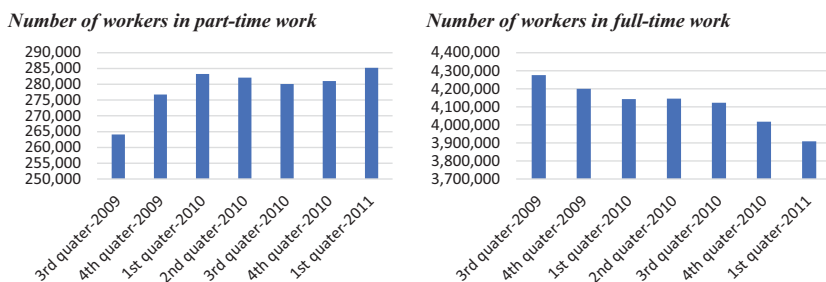 Number of workers in part-time work
290,000
285,000
280,000
275,000
270,000
265,000
260,000
255,000
250,000
3rd quater-2009
4th quater-2009
1st quater-2010
2nd quater-2010
3rd quater-2010
4th quater-2010
1st quater-2011
Number of workers in full-time work
4,400,000
4,300,000
4,200,000
4,100,000
4,000,000
3,900,000
3,800,000
3,700,000
3rd quater-2009
4th quater-2009
1st quater-2010
2nd quater-2010
3rd quater-2010
4th quater-2010
1st quater-2011